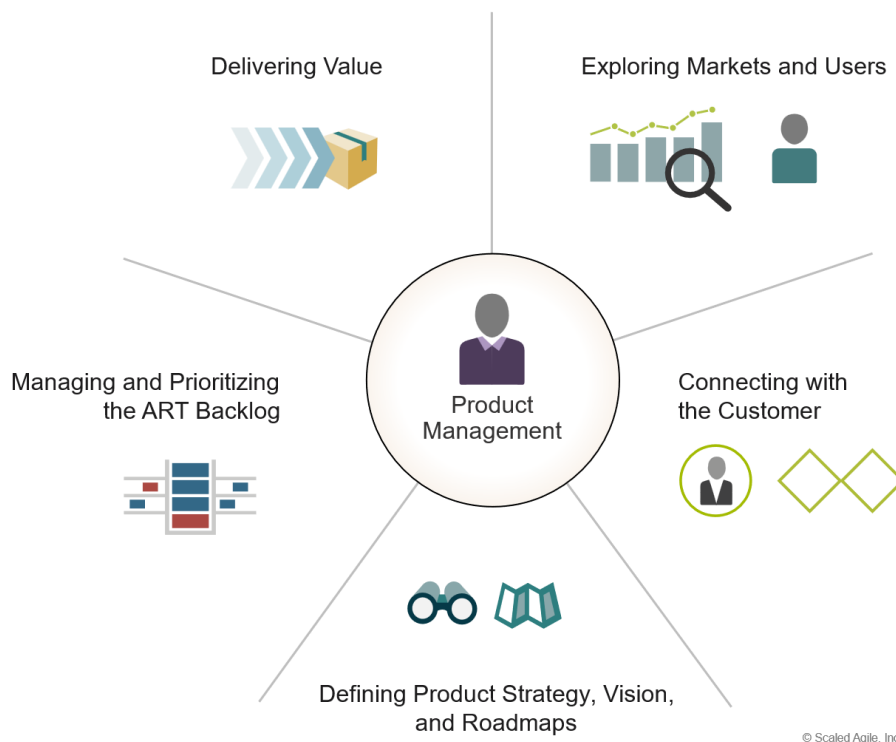 Delivering Value
Exploring Markets and Users
Product
Management
Managing and Prioritizing
the ART Backlog
Connecting with
the Customer
Defining Product Strategy, Vision,
and Roadmaps
© Scaled Agile, Inc